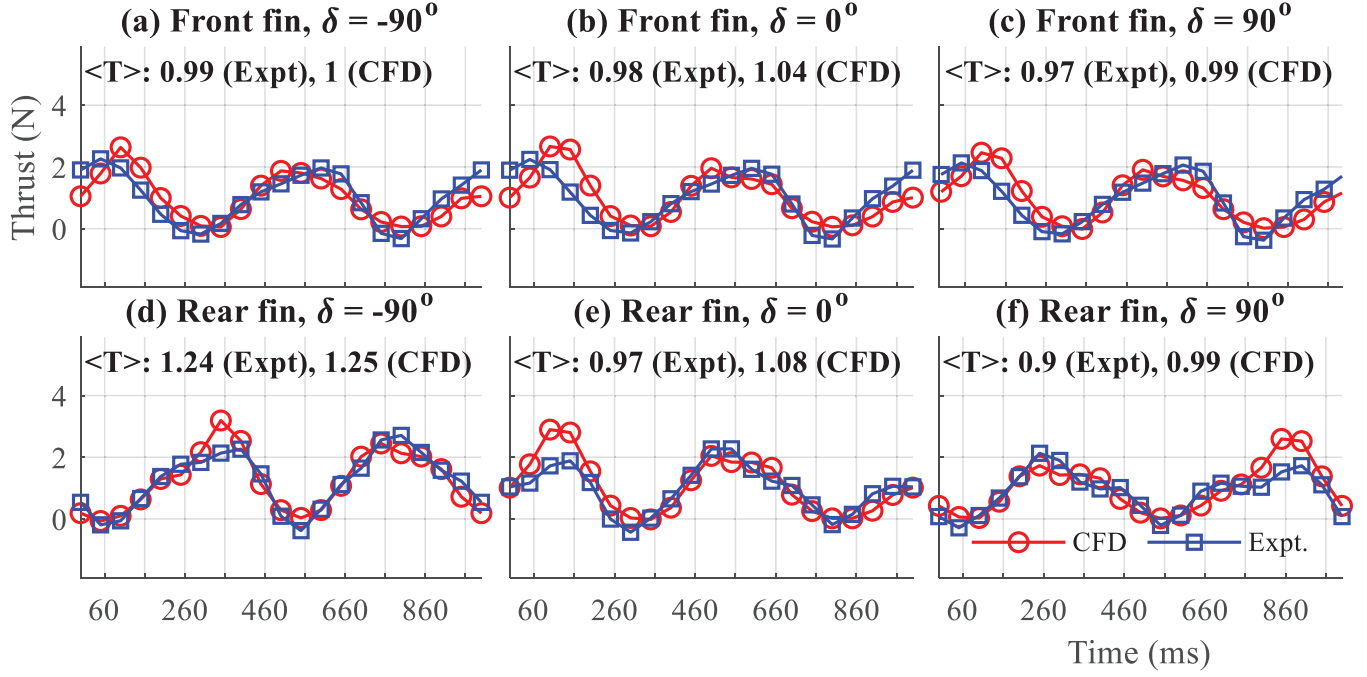 (a) Front fin, δ = -90°
(b) Front fin, δ = 0°
(c) Front fin, δ = 90°
<T>: 0.99 (Expt), 1 (CFD)
<T>: 0.98 (Expt), 1.04 (CFD)
<T>: 0.97 (Expt), 0.99 (CFD)
Thrust (N)
4
2
0
(d) Rear fin, δ = -90°
(e) Rear fin, δ = 0°
(f) Rear fin, δ = 90°
<T>: 1.24 (Expt), 1.25 (CFD)
<T>: 0.97 (Expt), 1.08 (CFD)
<T>: 0.9 (Expt), 0.99 (CFD)
4
2
0
CFD Expt.
60 260 460 660 860
60 260 460 660 860
60 260 460 660 860
Time (ms)